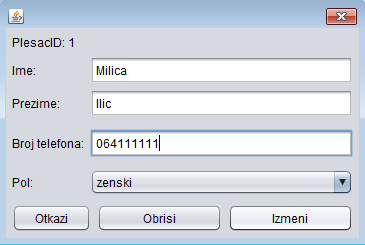 PlesacID: 1
Ime: Milica
Prezime: Ilic
Broj telefona: 064111111
Pol: zenski
Otkazi Obrisi Izmeni